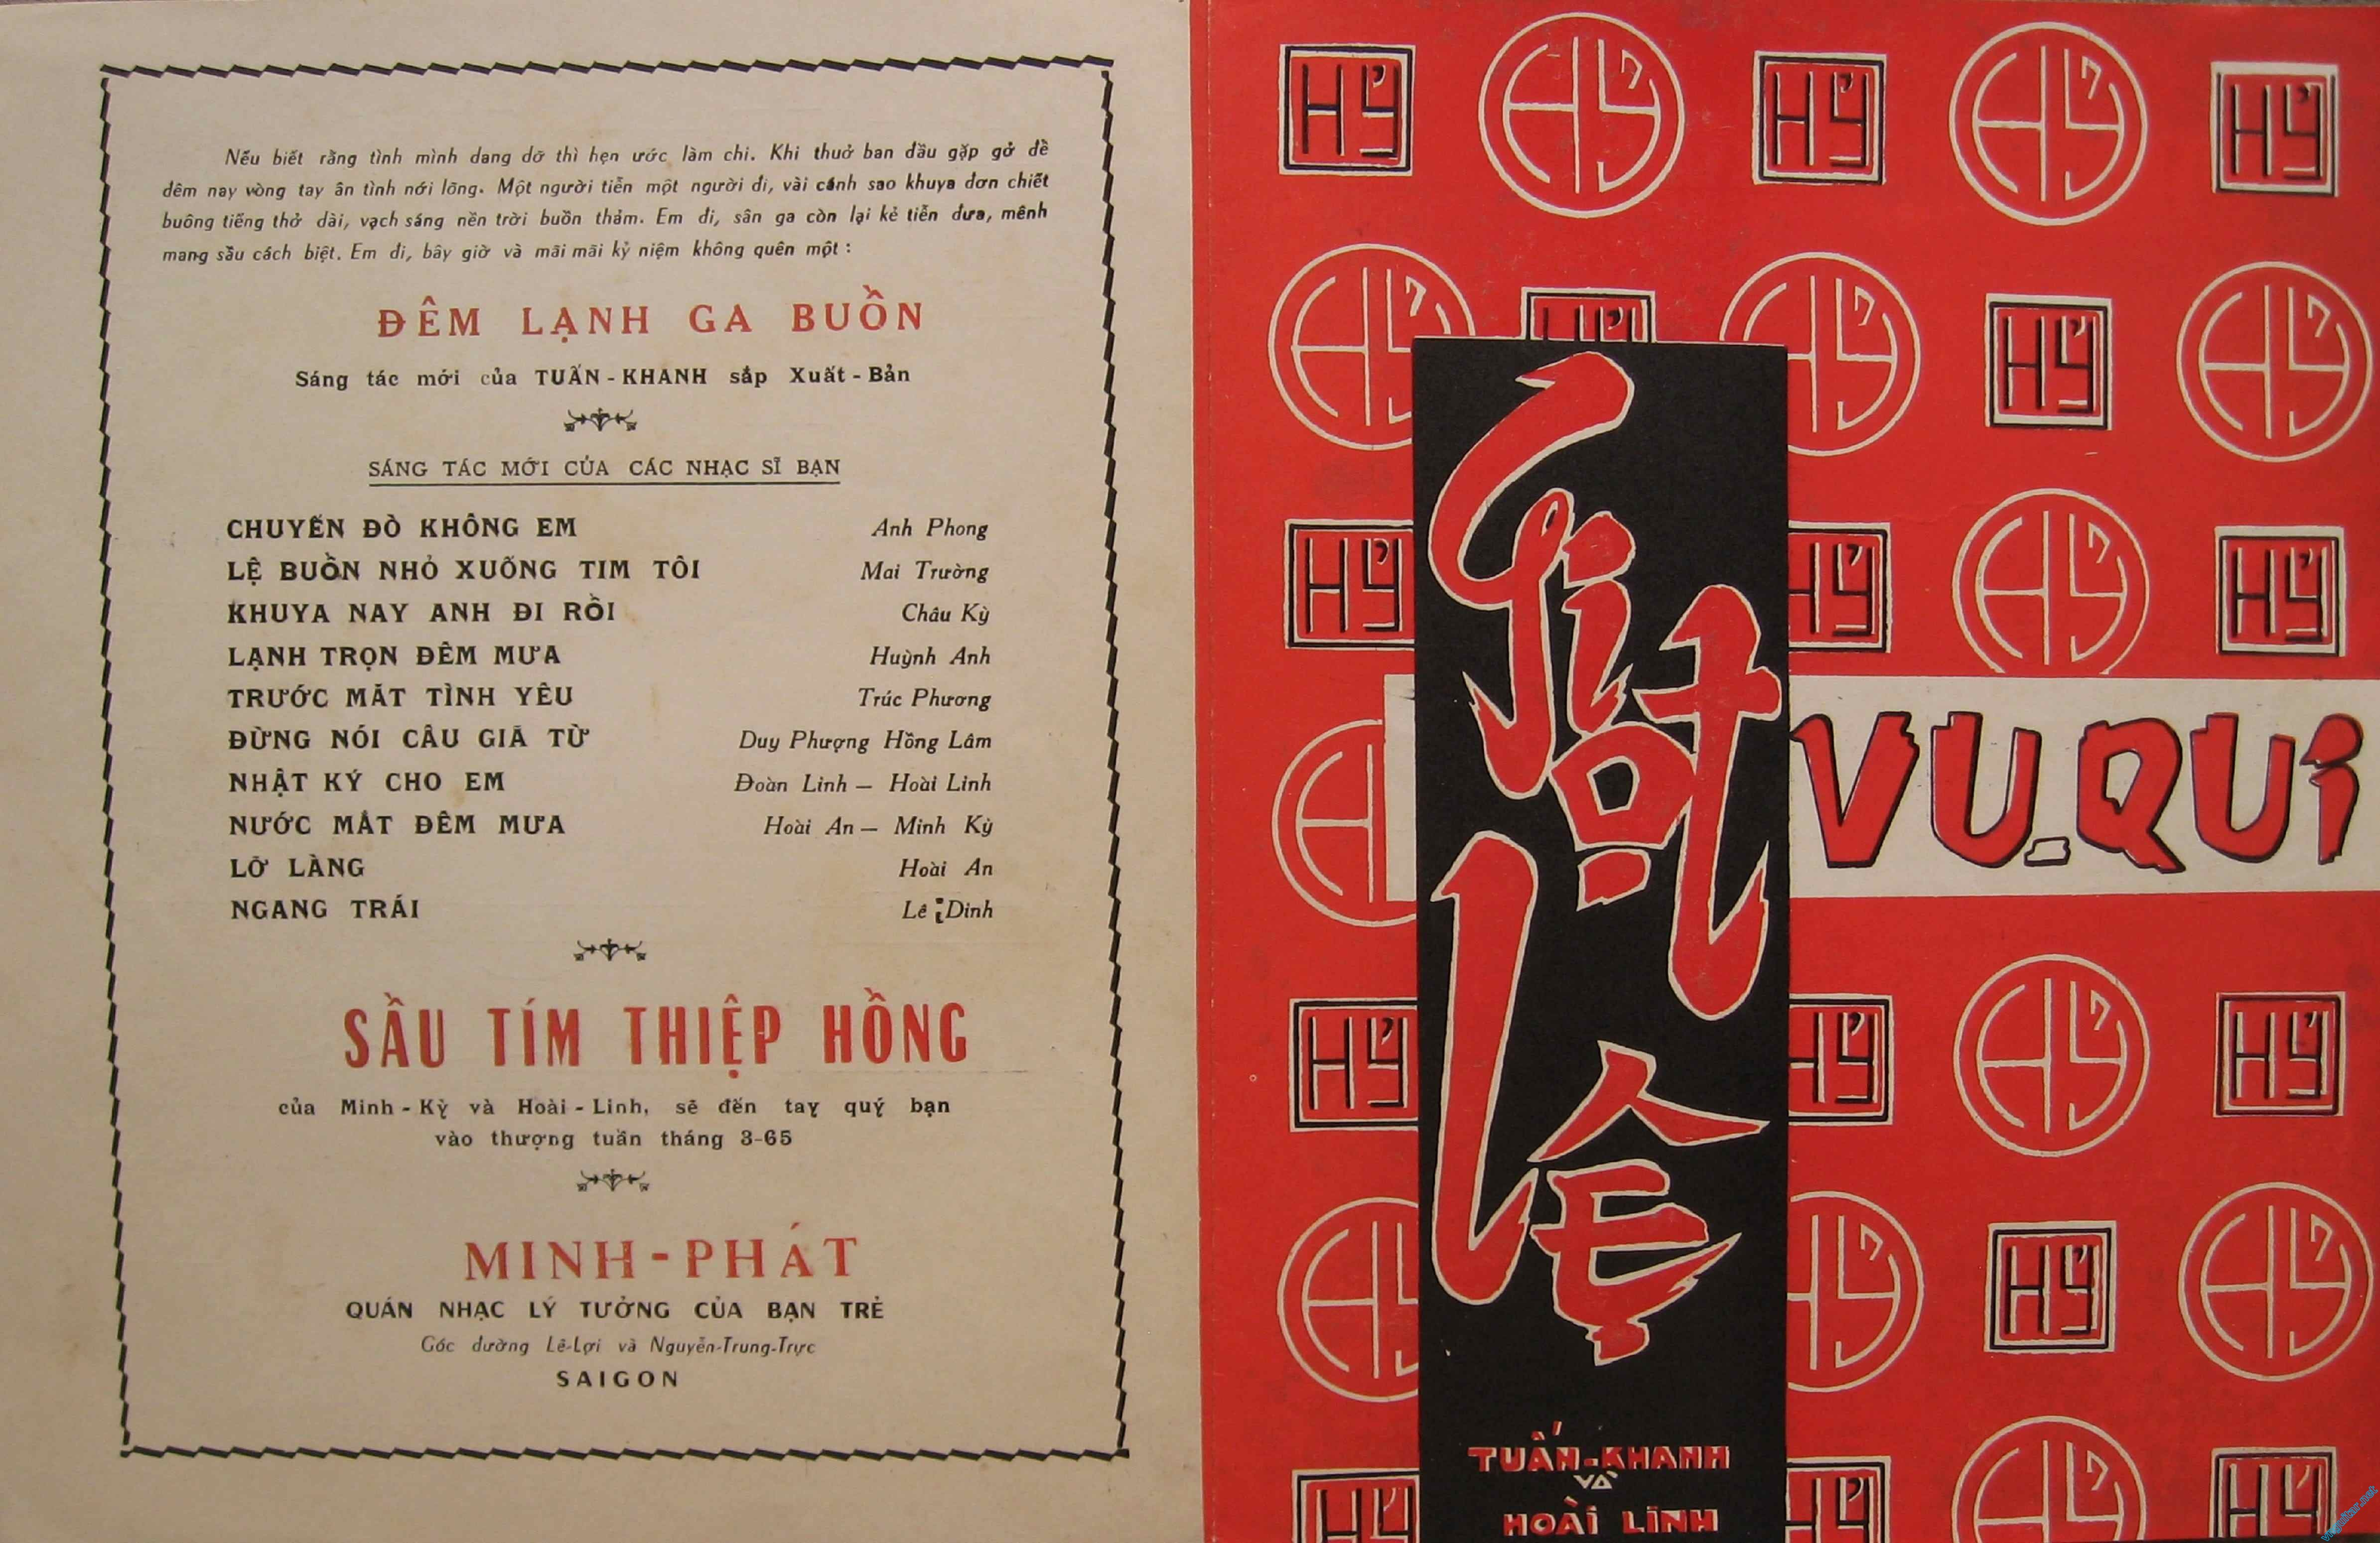 Nếu biết rằng tình mình dang dỡ thì hẹn ước làm chi. Khi thuở ban đầu gặp gở để
đêm nay vòng tay ân tình nới lỏng. Một người tiễn một người đi, vài cánh sao khuya đơn chiết
buông tiếng thở dài, vạch sáng nền trời buồn thảm. Em đi, sân ga còn lại kẻ tiễn đưa, mênh
mang sầu cách biệt. Em đi, bây giờ và mãi mãi kỷ niệm không quên một :
ĐÊM LẠNH GA BUỒN
Sáng tác mới của TUẤN - KHANH sắp Xuất - Bản
SÁNG TÁC MỚI CỦA CÁC NHẠC SĨ BẠN
CHUYẾN ĐÒ KHÔNG EM Anh Phong
LỆ BUỒN NHỎ XUỐNG TIM TÔI Mai Trường
KHUYA NAY ANH ĐI RỒI Châu Kỳ
LẠNH TRỌN ĐÊM MƯA Huỳnh Anh
TRƯỚC MẮT TÌNH YÊU Trúc Phương
ĐỪNG NÓI CÂU GIÃ TỪ Duy Phượng Hồng Lâm
NHẬT KÝ CHO EM Đoàn Linh — Hoài Linh
NƯỚC MẮT ĐÊM MƯA Hoài An — Minh Kỳ
LỠ LÀNG Hoài An
NGANG TRÁI Lê Dinh
SẦU TÍM THIỆP HỒNG
của Minh - Kỳ và Hoài - Linh, sẽ đến tay quý bạn
vào thượng tuần tháng 3-65
MINH - PHÁT
QUÁN NHẠC LÝ TƯỞNG CỦA BẠN TRẺ
Góc đường Lê-Lợi và Nguyễn-Trung-Trực
SAIGON
HỶ
Giọt
Lệ
VU-QUI
TUẤN-KHANH
VÀ
HOÀI LINH